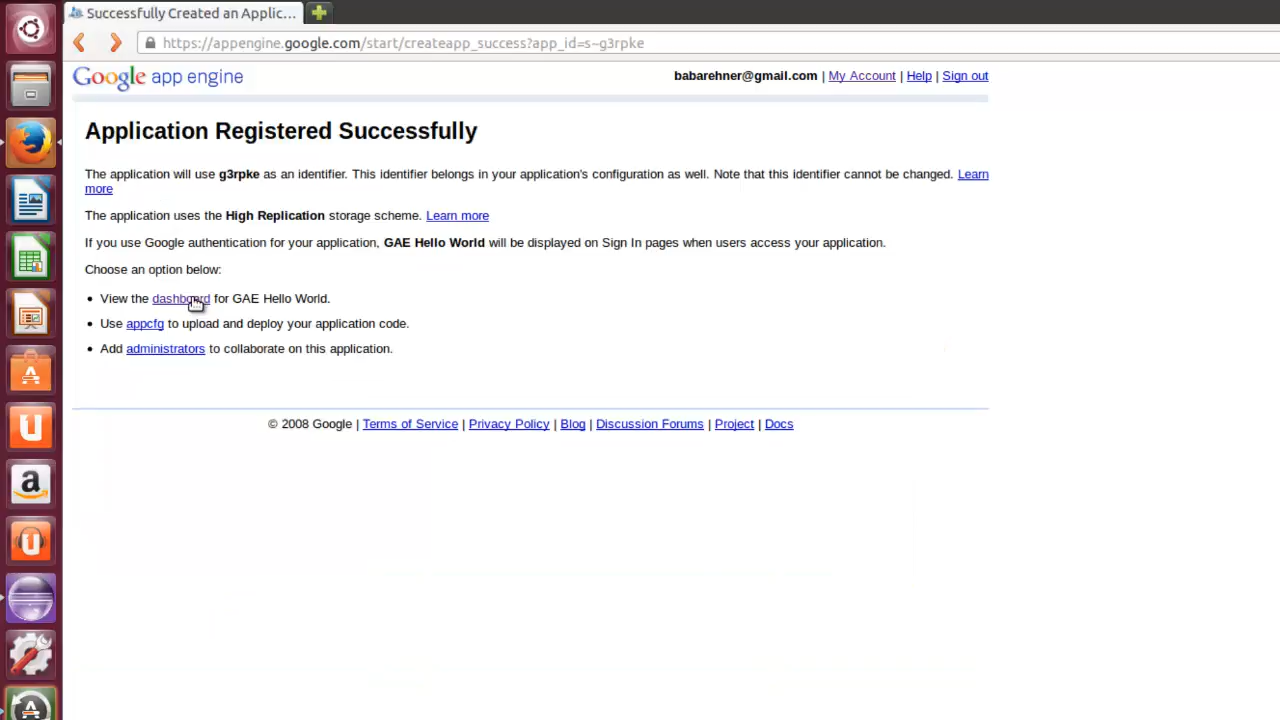 Successfully Created an Applic...
https://appengine.google.com/start/createapp_success?app_id=s~g3rpke
Google app engine
babarehner@gmail.com | My Account | Help | Sign out
Application Registered Successfully
The application will use g3rpke as an identifier. This identifier belongs in your application's configuration as well. Note that this identifier cannot be changed. Learn
more
The application uses the High Replication storage scheme. Learn more
If you use Google authentication for your application, GAE Hello World will be displayed on Sign In pages when users access your application.
Choose an option below:
• View the dashboard for GAE Hello World.
• Use appcfg to upload and deploy your application code.
• Add administrators to collaborate on this application.
© 2008 Google | Terms of Service | Privacy Policy | Blog | Discussion Forums | Project | Docs